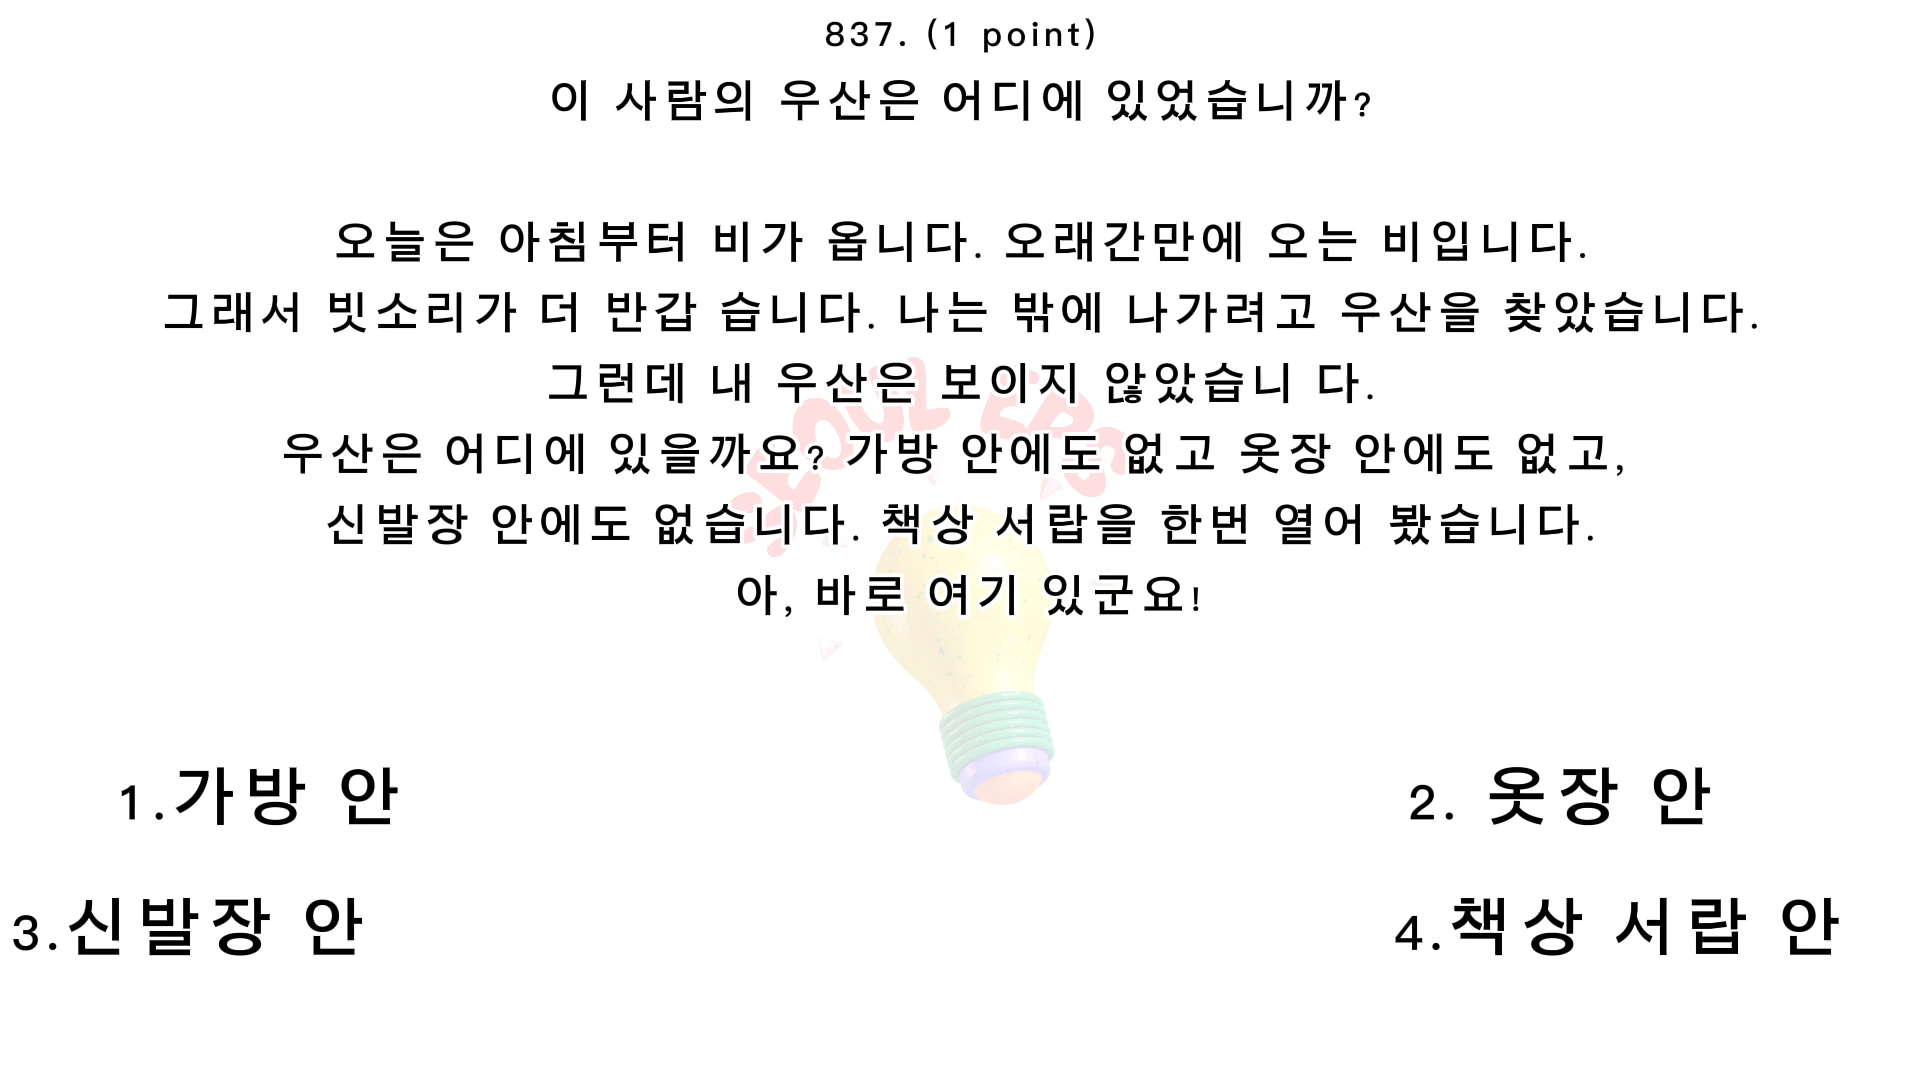 837. (1 point)
이 사람의 우산은 어디에 있었습니까?
오늘은 아침부터 비가 옵니다. 오래간만에 오는 비입니다.
그래서 빗소리가 더 반갑 습니다. 나는 밖에 나가려고 우산을 찾았습니다.
그런데 내 우산은 보이지 않았습니 다.
우산은 어디에 있을까요? 가방 안에도 없고 옷장 안에도 없고,
신발장 안에도 없습니다. 책상 서랍을 한번 열어 봤습니다.
아, 바로 여기 있군요!
SEOUL EPS
1.가방 안
2. 옷장 안
3.신발장 안
4.책상 서랍 안